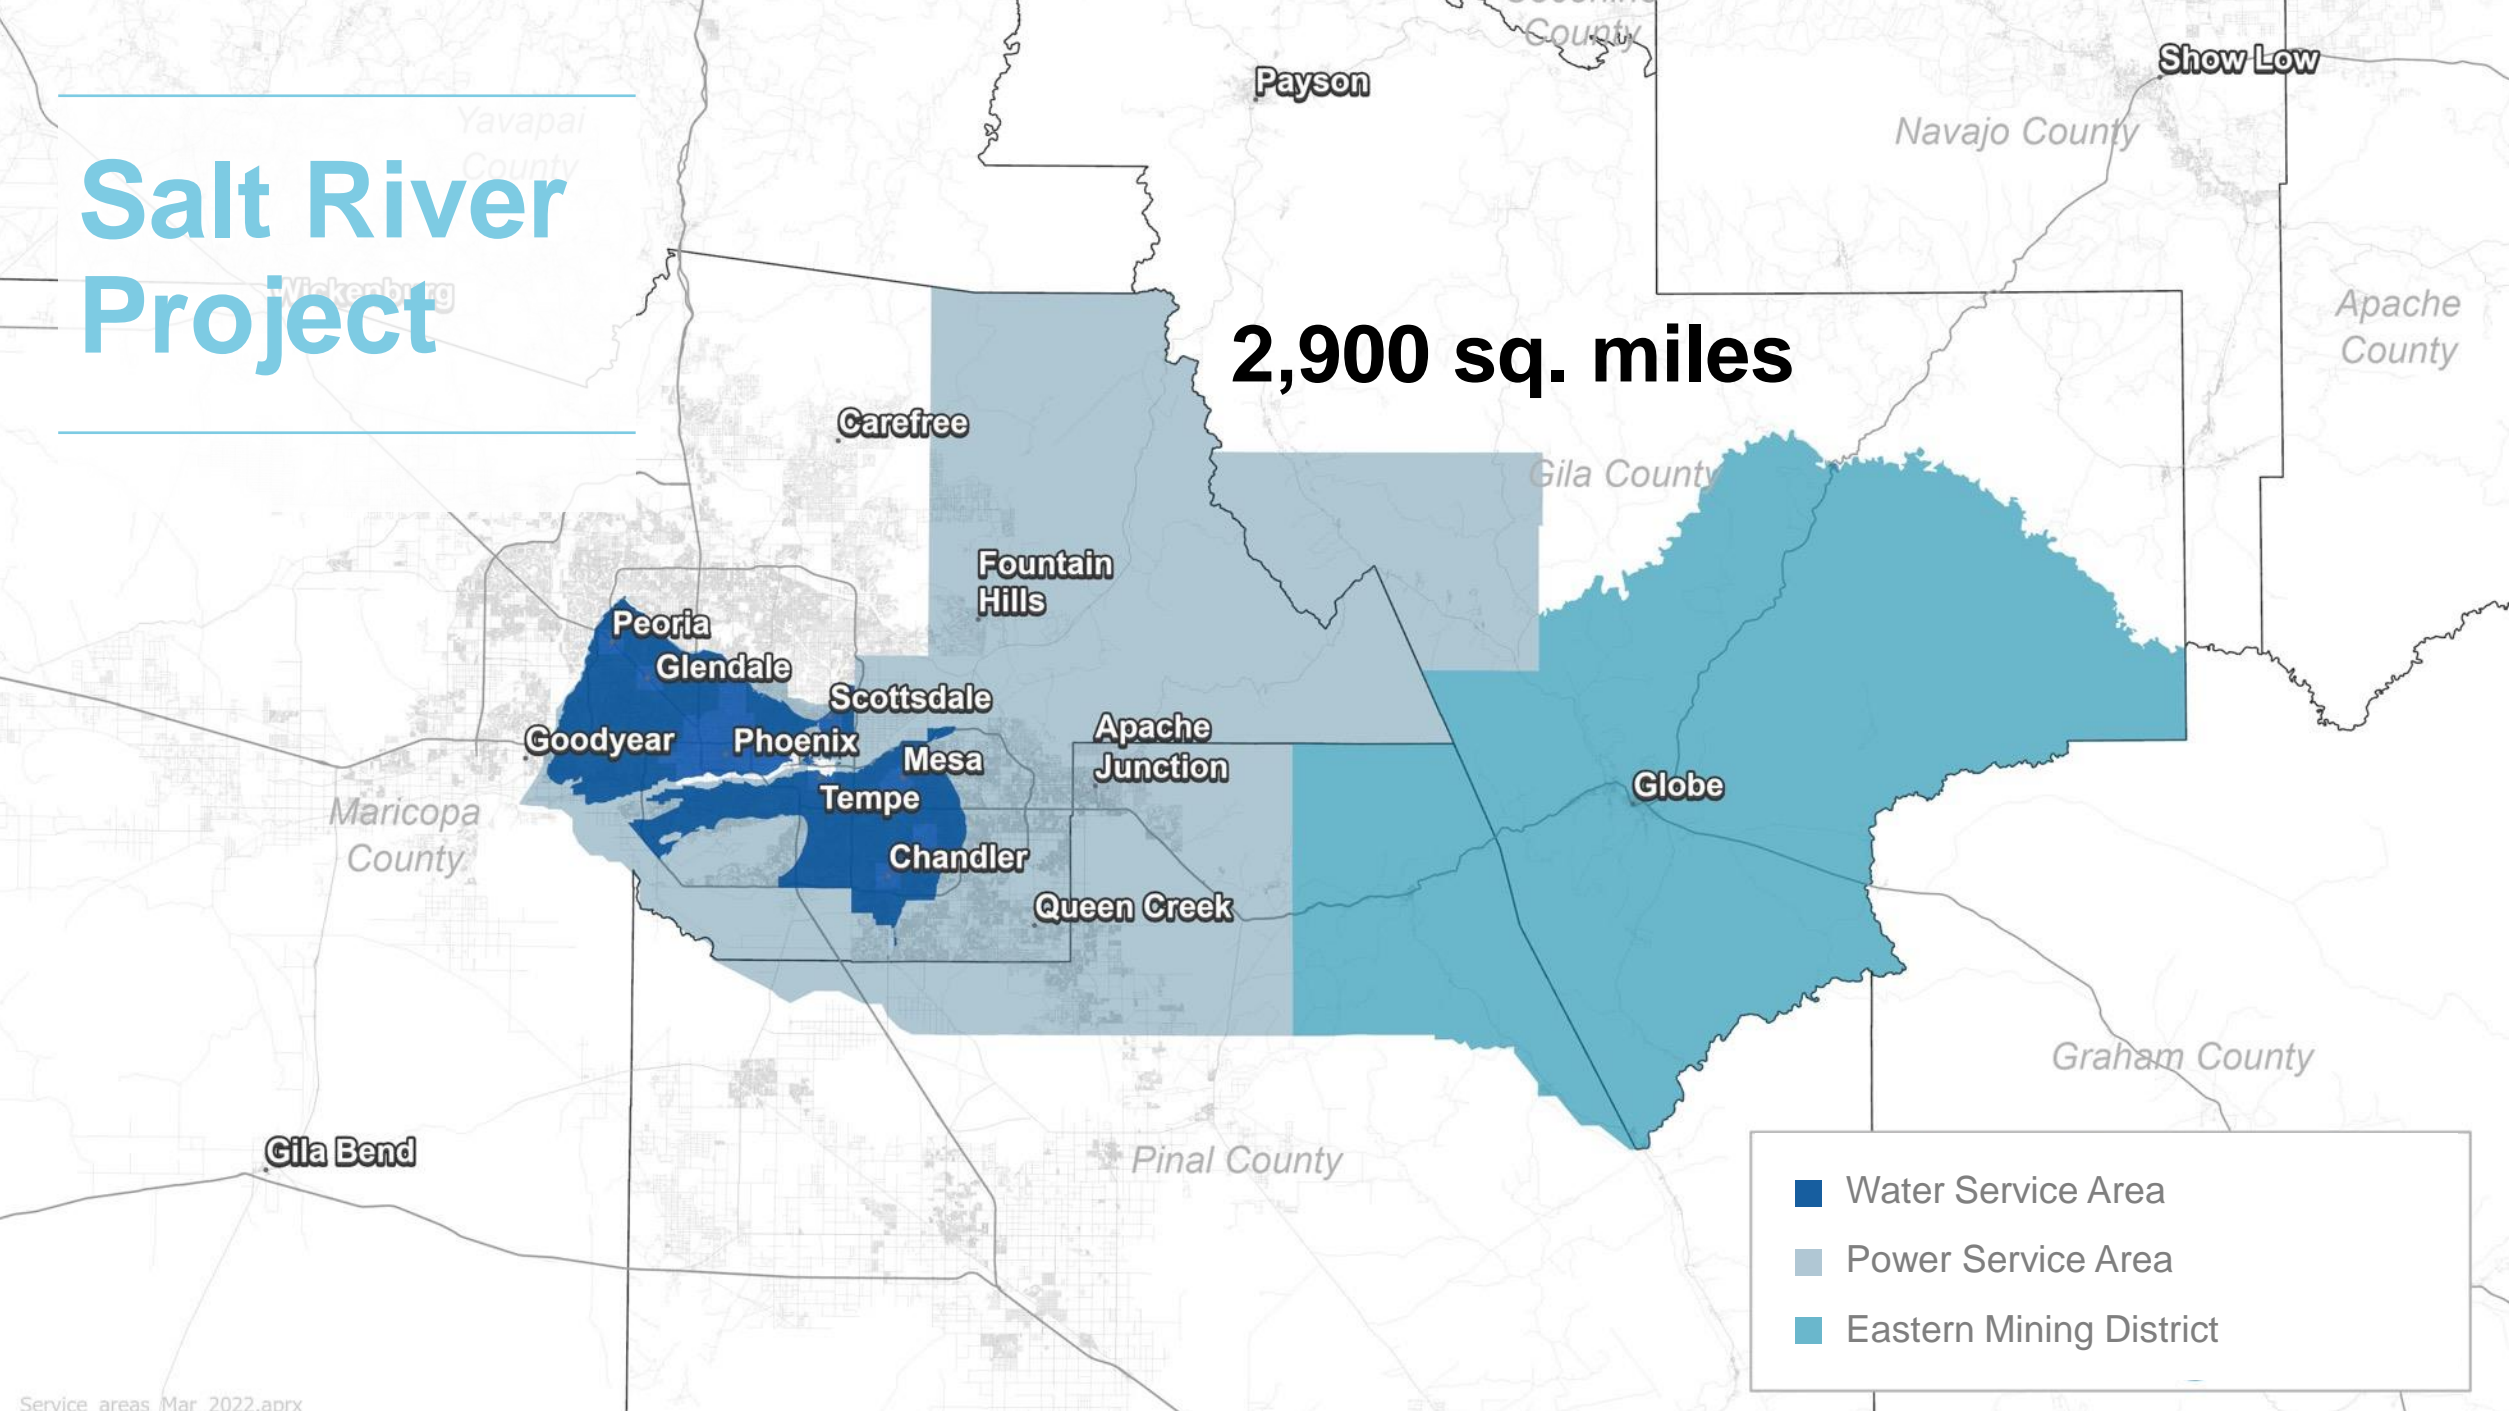 Salt River
Project
Yavapai
County
Wickenburg
County
Payson
Show Low
Navajo County
2,900 sq. miles
Apache
County
Carefree
Gila County
Fountain
Hills
Peoria
Glendale
Scottsdale
Goodyear
Phoenix
Mesa
Apache
Junction
Tempe
Globe
Maricopa
County
Chandler
Queen Creek
Graham County
Gila Bend
Pinal County
Water Service Area
Power Service Area
Eastern Mining District
Service_areas_Mar_2022.aprx